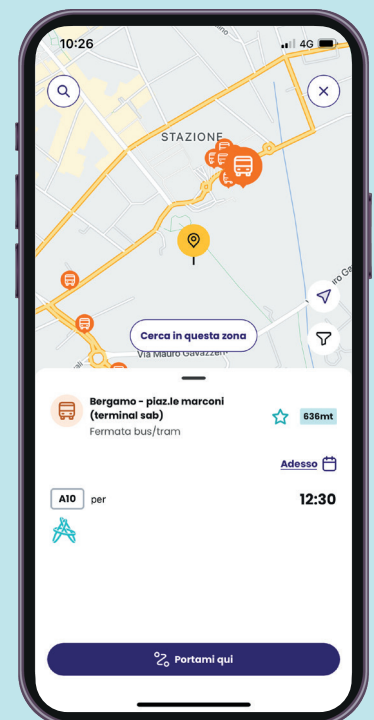 10:26
4G
STAZIONE
Cerca in questa zona
Via Mauro Gavazzeni
Bergamo - piaz.le marconi
(terminal sab)
636mt
Fermata bus/tram
Adesso
A10 per
12:30
Portami qui